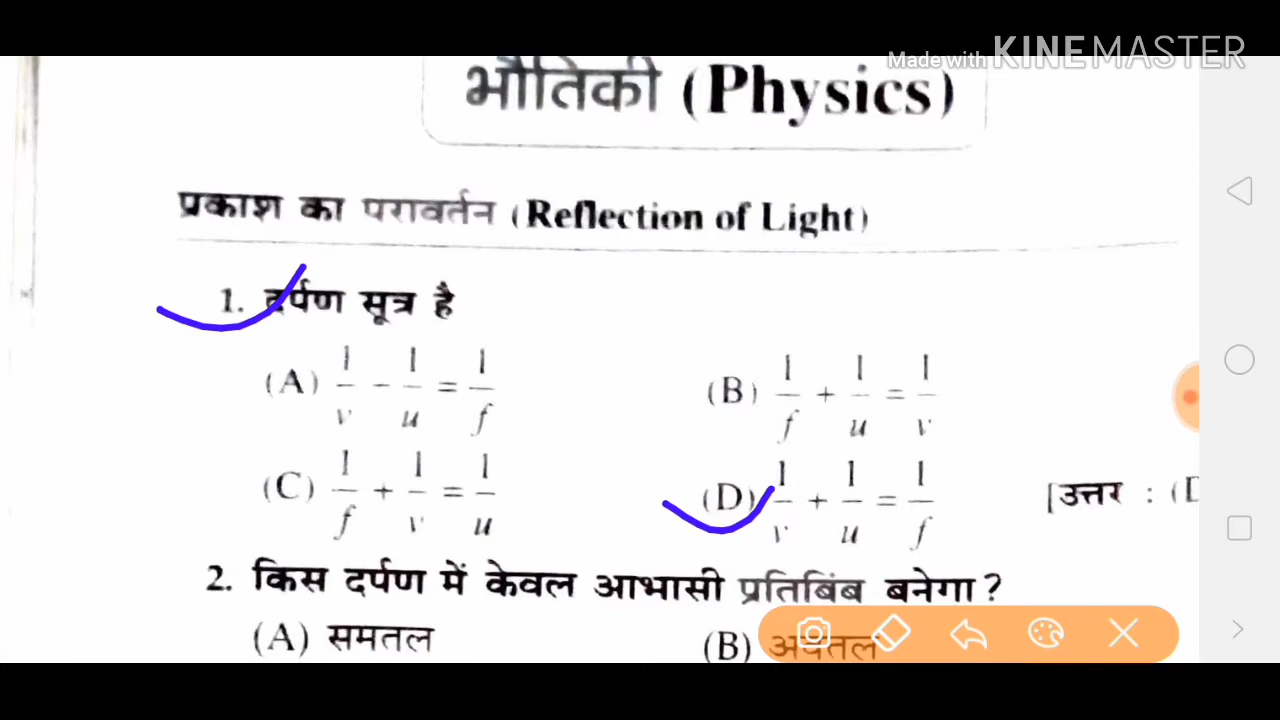 Made with KINEMASTER
भौतिकी (Physics)
प्रकाश का परावर्तन (Reflection of Light)
1. दर्पण सूत्र है
(A) 1/v - 1/u = 1/f (B) 1/f + 1/u = 1/v
(C) 1/f + 1/v = 1/u (D) 1/v + 1/u = 1/f [उत्तर : (D
2. किस दर्पण में केवल आभासी प्रतिबिंब बनेगा ?
(A) समतल (B) अवतल